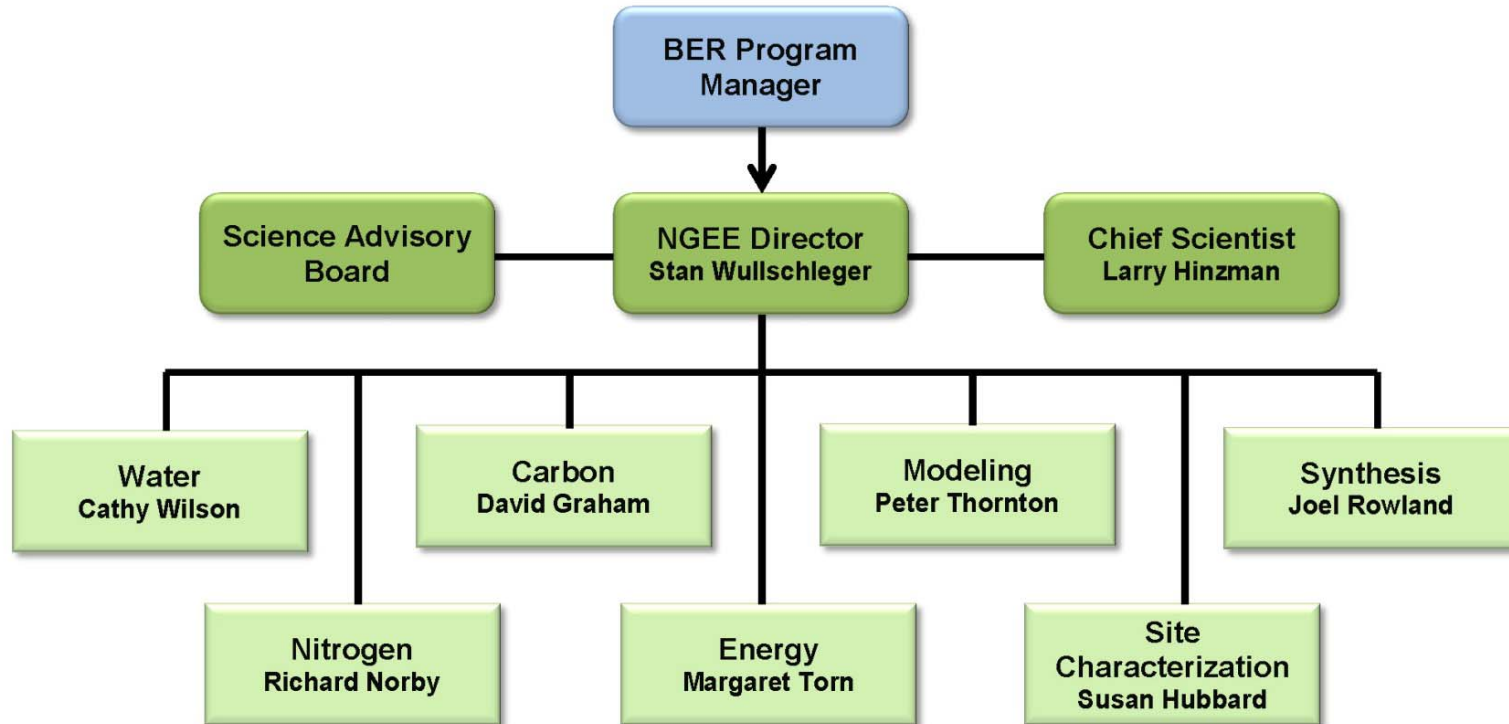 BER Program
Manager
Science Advisory
Board
NGEE Director
Stan Wullschleger
Chief Scientist
Larry Hinzman
Water
Cathy Wilson
Carbon
David Graham
Modeling
Peter Thornton
Synthesis
Joel Rowland
Nitrogen
Richard Norby
Energy
Margaret Torn
Site
Characterization
Susan Hubbard